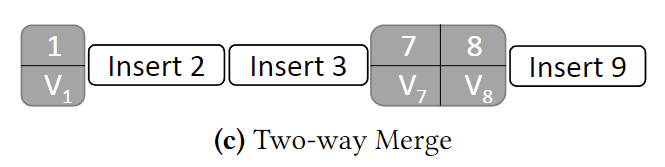 1 Insert 2 Insert 3 7 8 Insert 9
V1 V7 V8
(c) Two-way Merge